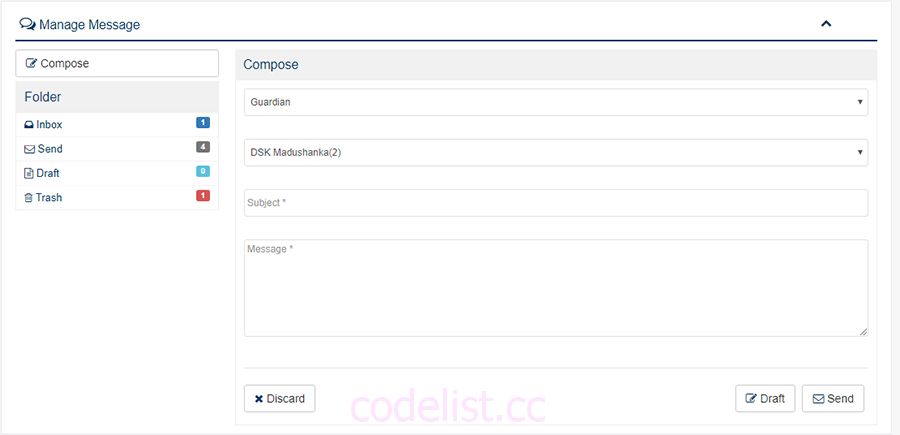 Manage Message
Compose
Folder
Inbox 1
Send 4
Draft 0
Trash 1
Compose
Guardian
DSK Madushanka(2)
Subject *
Message *
Discard
Draft
Send
codelist.cc